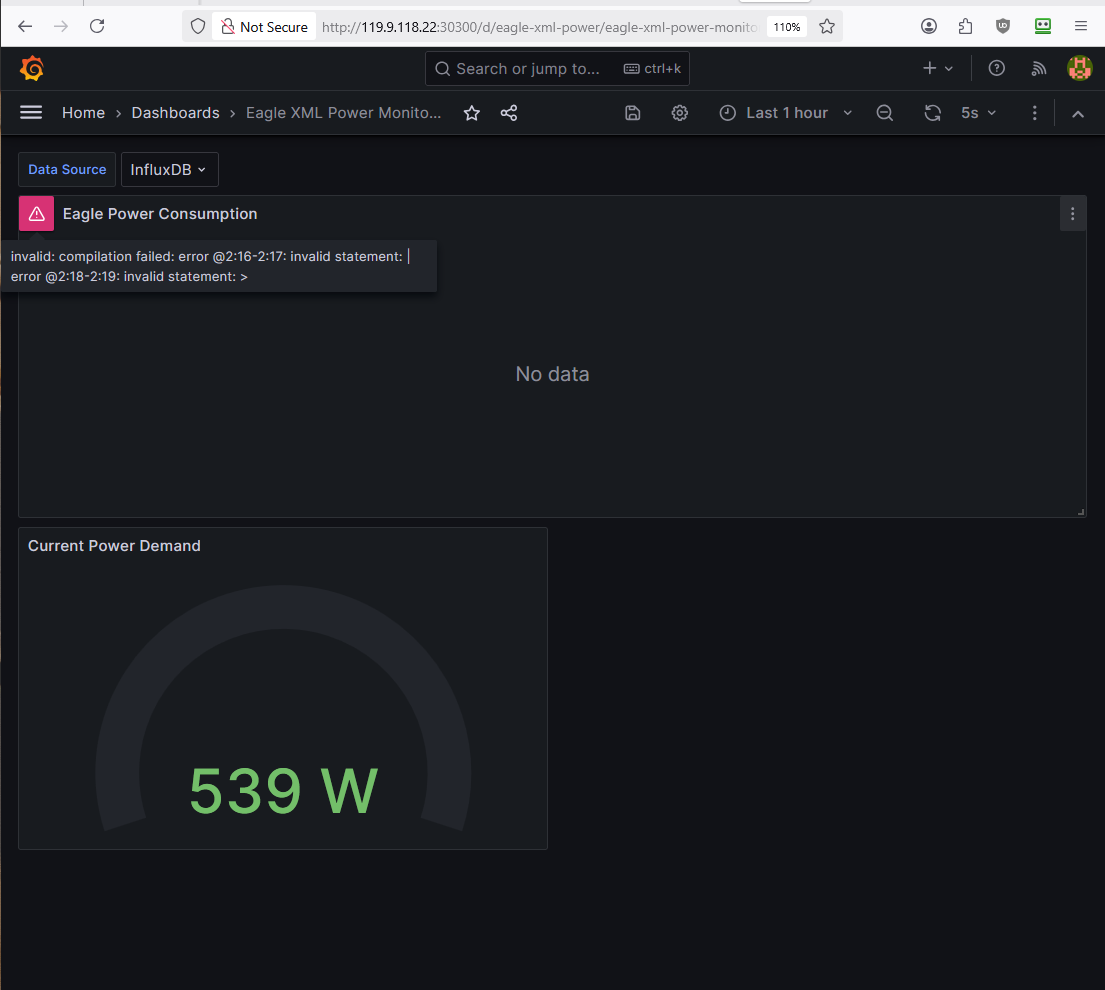 Not Secure http://119.9.118.22:30300/d/eagle-xml-power/eagle-xml-power-monito 110%
Search or jump to... ctrl+k
Home › Dashboards › Eagle XML Power Monito... Last 1 hour 5s
Data Source InfluxDB
Eagle Power Consumption
invalid: compilation failed: error @2:16-2:17: invalid statement: |
error @2:18-2:19: invalid statement: >
No data
Current Power Demand
539 W